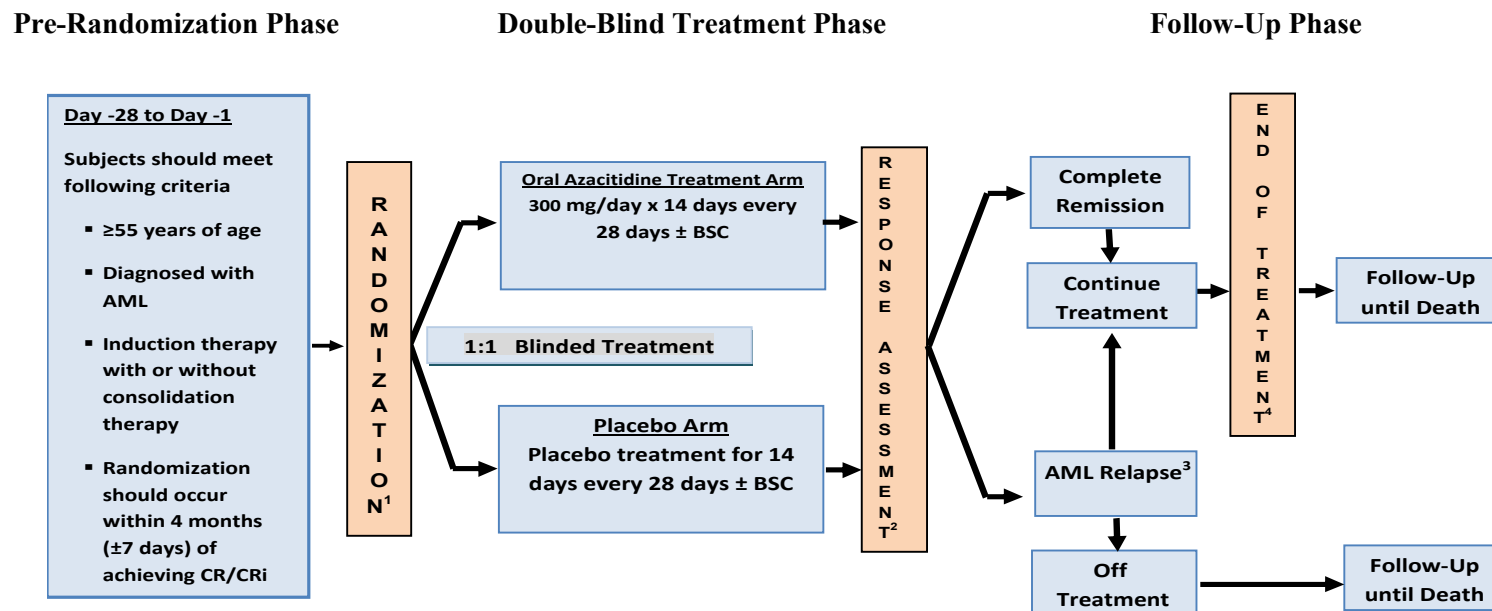 Pre-Randomization Phase
Double-Blind Treatment Phase
Follow-Up Phase
Day -28 to Day -1
Subjects should meet
following criteria
▪ ≥55 years of age
▪ Diagnosed with
AML
▪ Induction therapy
with or without
consolidation
therapy
▪ Randomization
should occur
within 4 months
(±7 days) of
achieving CR/CRi
RANDOMIZATION¹
Oral Azacitidine Treatment Arm
300 mg/day x 14 days every
28 days ± BSC
1:1 Blinded Treatment
Placebo Arm
Placebo treatment for 14
days every 28 days ± BSC
RESPONSE ASSESSMENT²
Complete
Remission
Continue
Treatment
AML Relapse³
Off
Treatment
END OF TREATMENT⁴
Follow-Up
until Death
Follow-Up
until Death